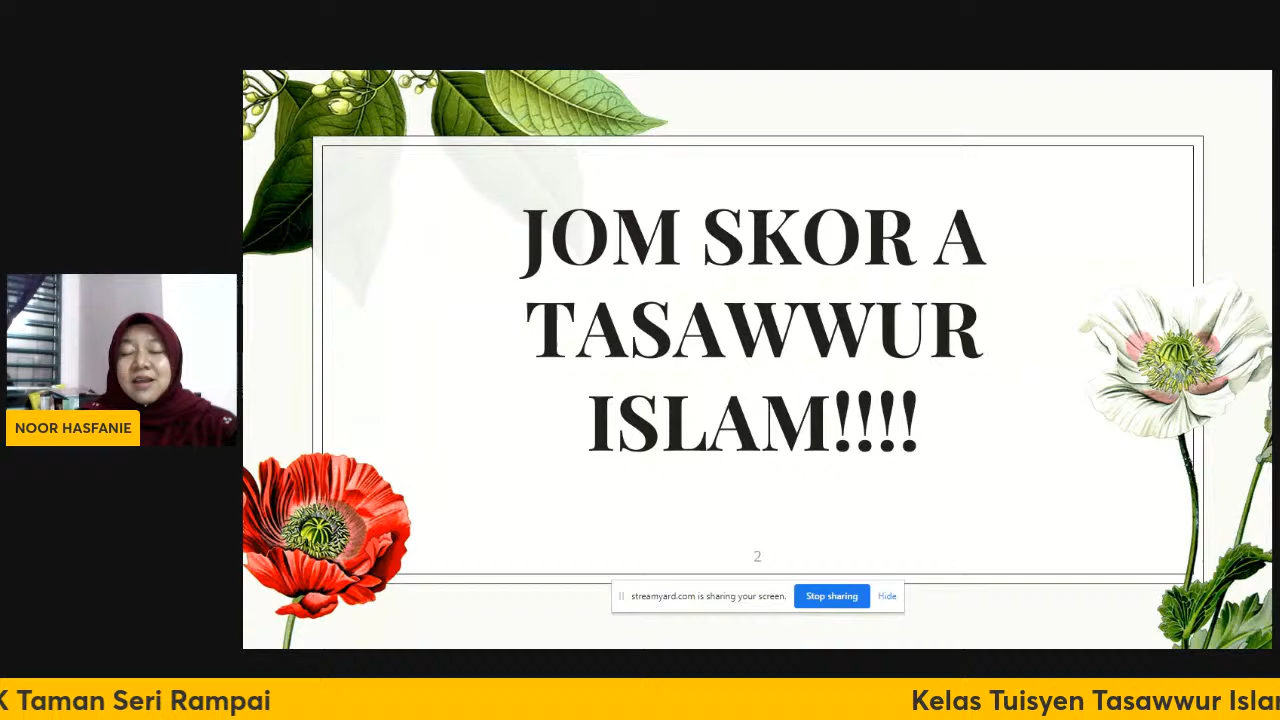 JOM SKOR A
TASAWWUR
ISLAM!!!!
NOOR HASFANIE
2
streamyard.com is sharing your screen. Stop sharing Hide
K Taman Seri Rampai Kelas Tuisyen Tasawwur Islam